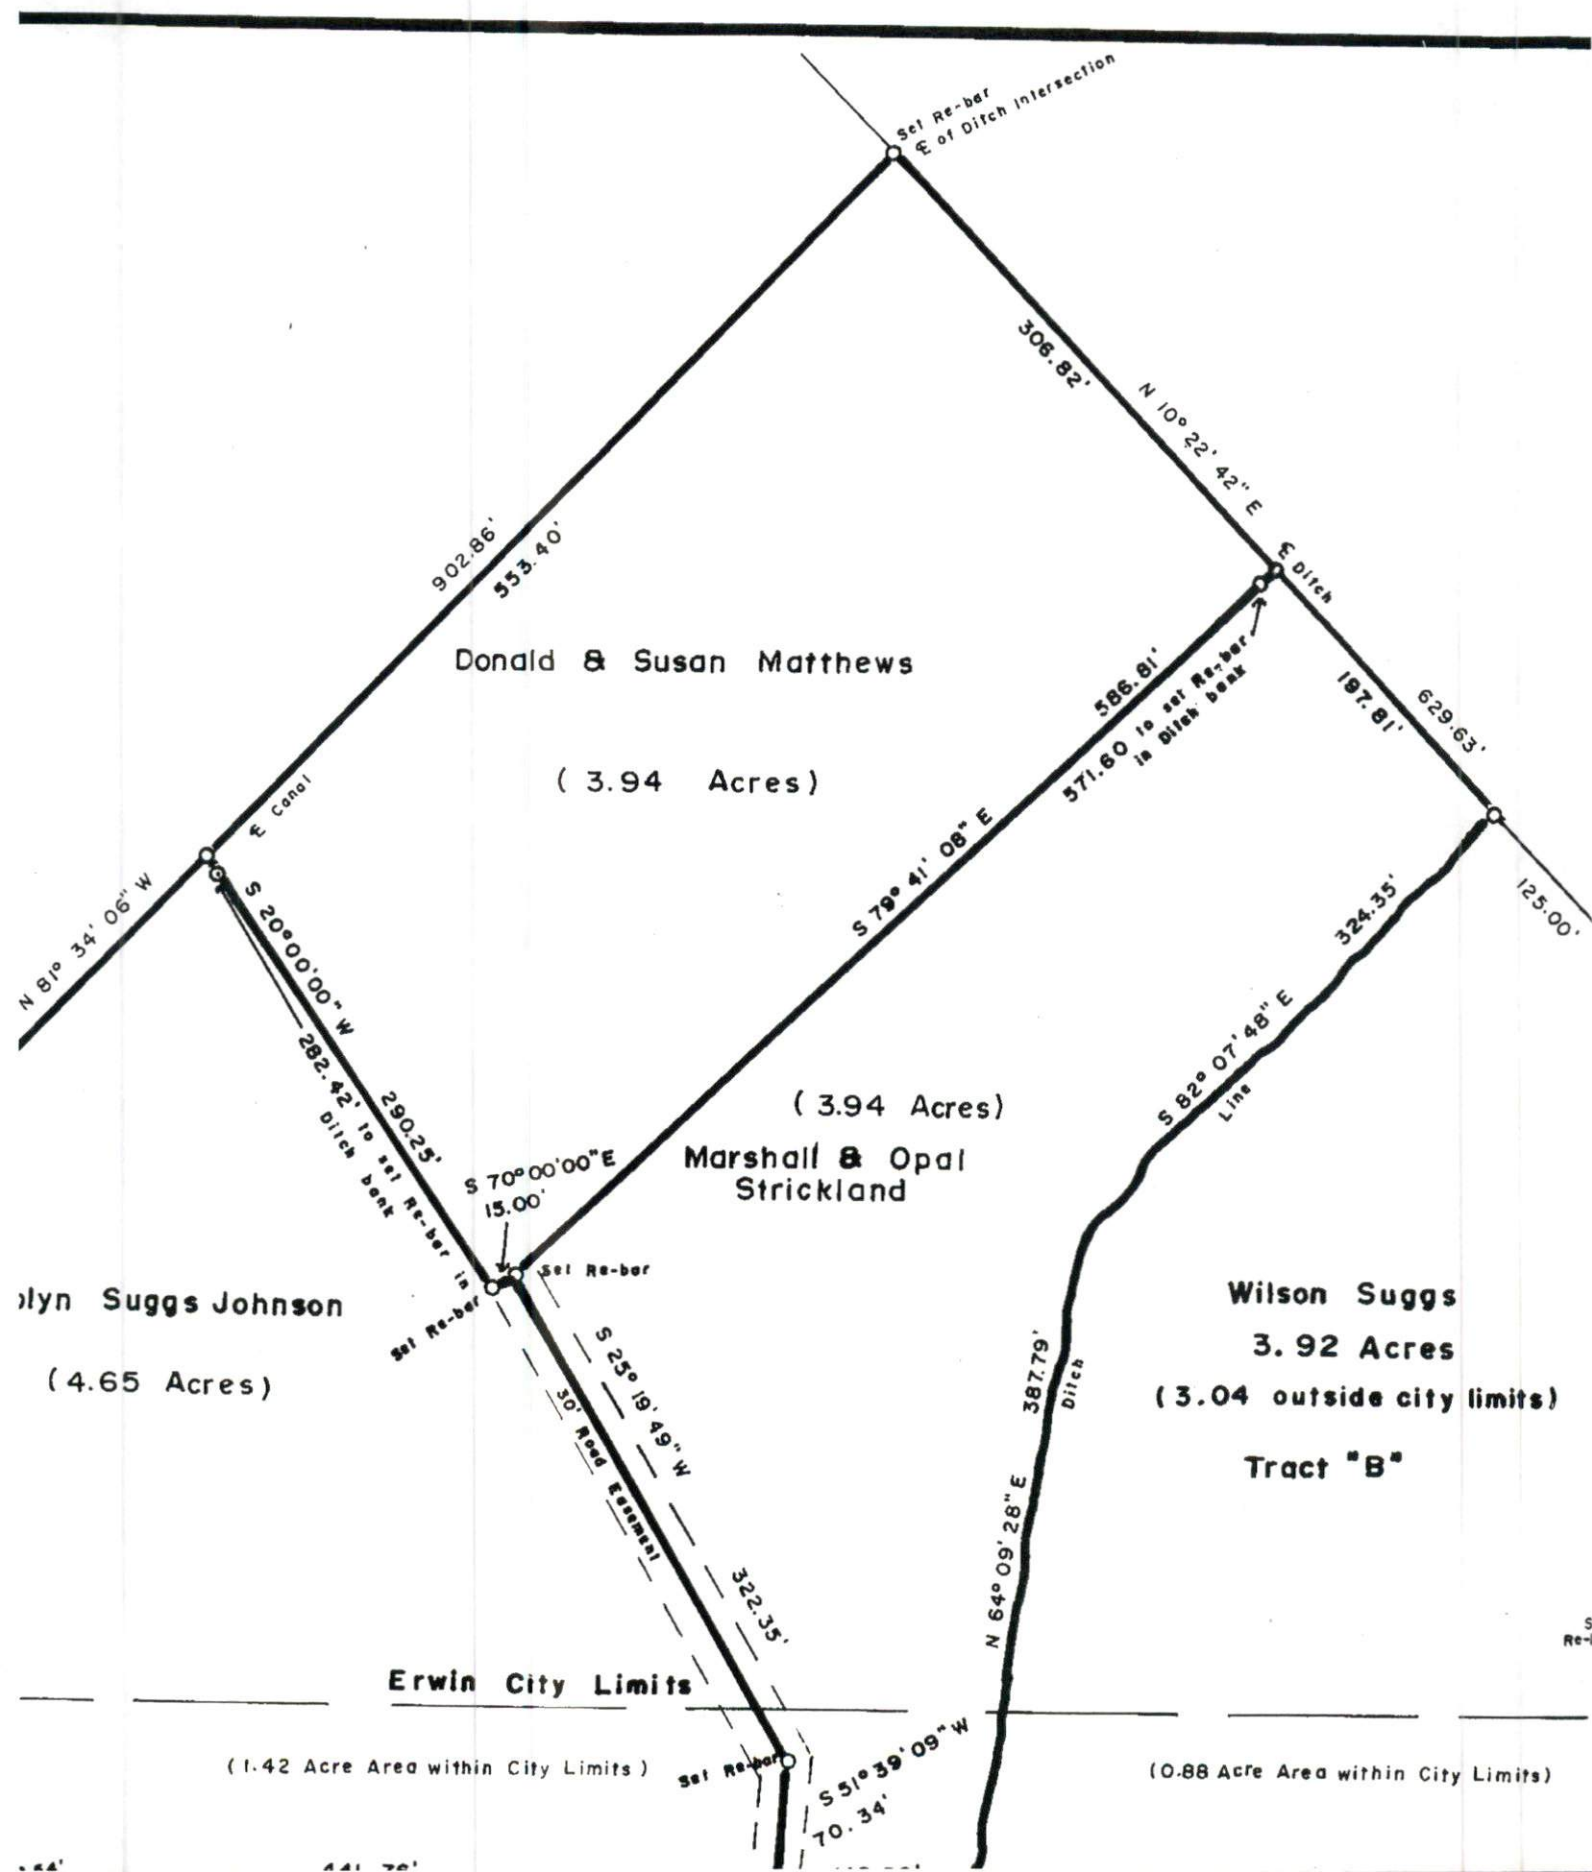 Set Re-bar
℄ of Ditch Intersection
306.82'
N 10° 22' 42" E
902.86'
553.40'
℄ Ditch
Donald & Susan Matthews
586.81'
571.60 to set Re-bar
in Ditch bank
197.81'
629.63'
( 3.94 Acres)
℄ Canal
S 79° 41' 08" E
N 81° 34' 06" W
S 20°00'00" W
324.35'
125.00'
282.42' to set Re-bar in
Ditch bank
290.25'
S 82° 07' 48" E
Line
(3.94 Acres)
S 70°00'00"E
15.00'
Marshall & Opal
Strickland
Set Re-bar
Set Re-bar
olyn Suggs Johnson
(4.65 Acres)
Wilson Suggs
3.92 Acres
(3.04 outside city limits)
Tract "B"
S 25° 19' 49" W
30' Road Easement
387.79'
Ditch
N 64° 09' 28" E
322.35'
S
Re-
Erwin City Limits
(1.42 Acre Area within City Limits)
Set Re-bar
S 51° 39' 09" W
70.34'
(0.88 Acre Area within City Limits)